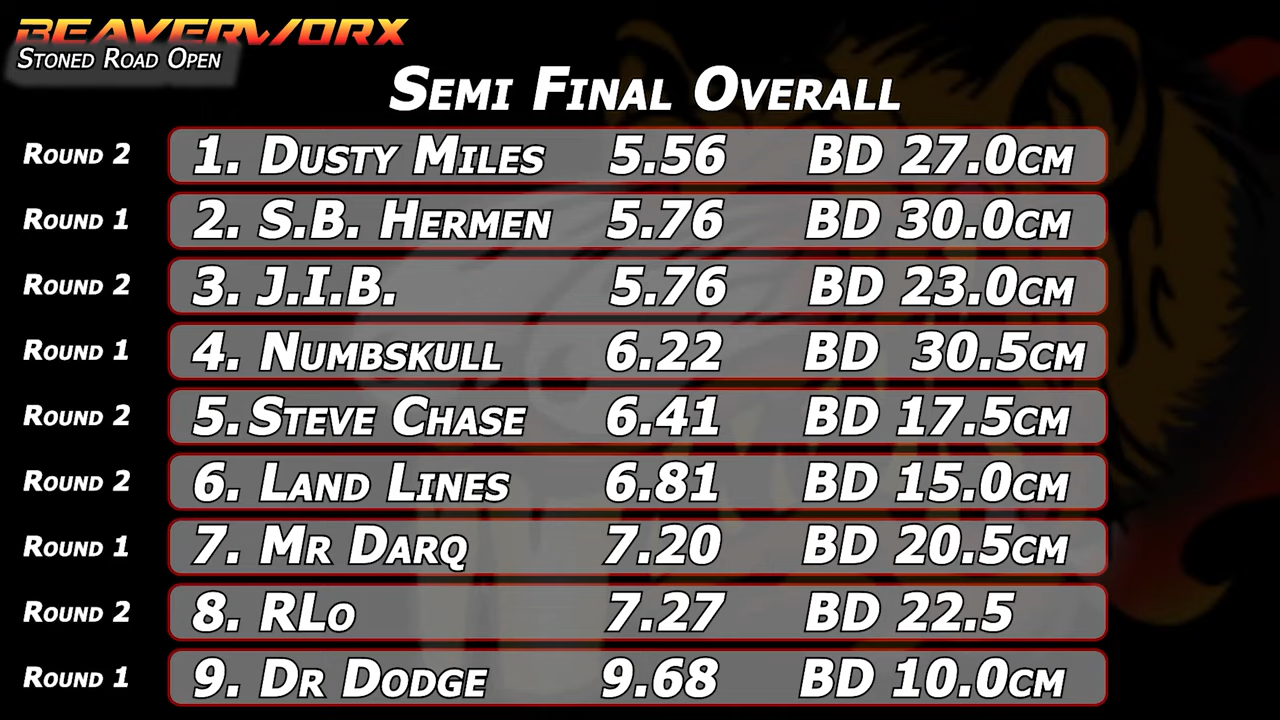 BEAVERWORX
STONED ROAD OPEN
SEMI FINAL OVERALL
ROUND 2 1. DUSTY MILES 5.56 BD 27.0CM
ROUND 1 2. S.B. HERMEN 5.76 BD 30.0CM
ROUND 2 3. J.I.B. 5.76 BD 23.0CM
ROUND 1 4. NUMBSKULL 6.22 BD 30.5CM
ROUND 2 5. STEVE CHASE 6.41 BD 17.5CM
ROUND 2 6. LAND LINES 6.81 BD 15.0CM
ROUND 1 7. MR DARQ 7.20 BD 20.5CM
ROUND 2 8. RLO 7.27 BD 22.5
ROUND 1 9. DR DODGE 9.68 BD 10.0CM